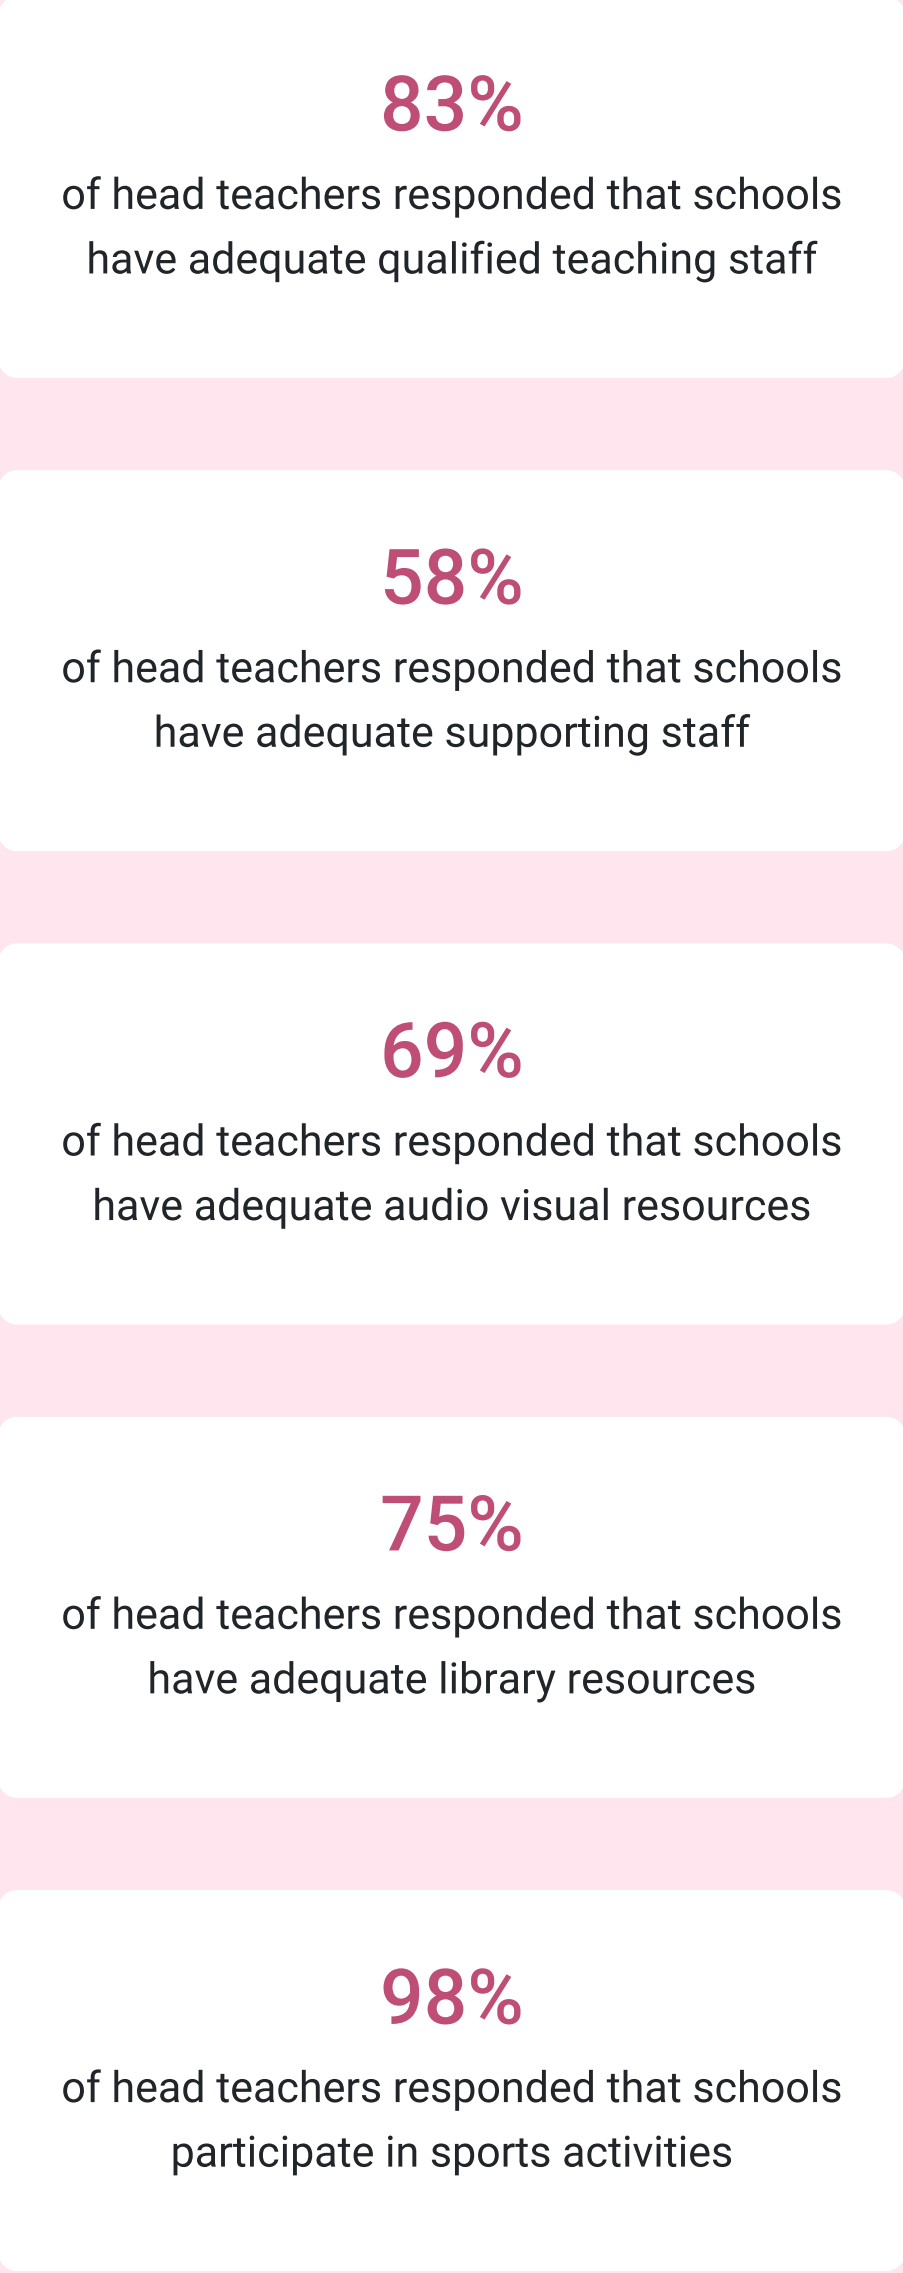 83%
of head teachers responded that schools
have adequate qualified teaching staff
58%
of head teachers responded that schools
have adequate supporting staff
69%
of head teachers responded that schools
have adequate audio visual resources
75%
of head teachers responded that schools
have adequate library resources
98%
of head teachers responded that schools
participate in sports activities